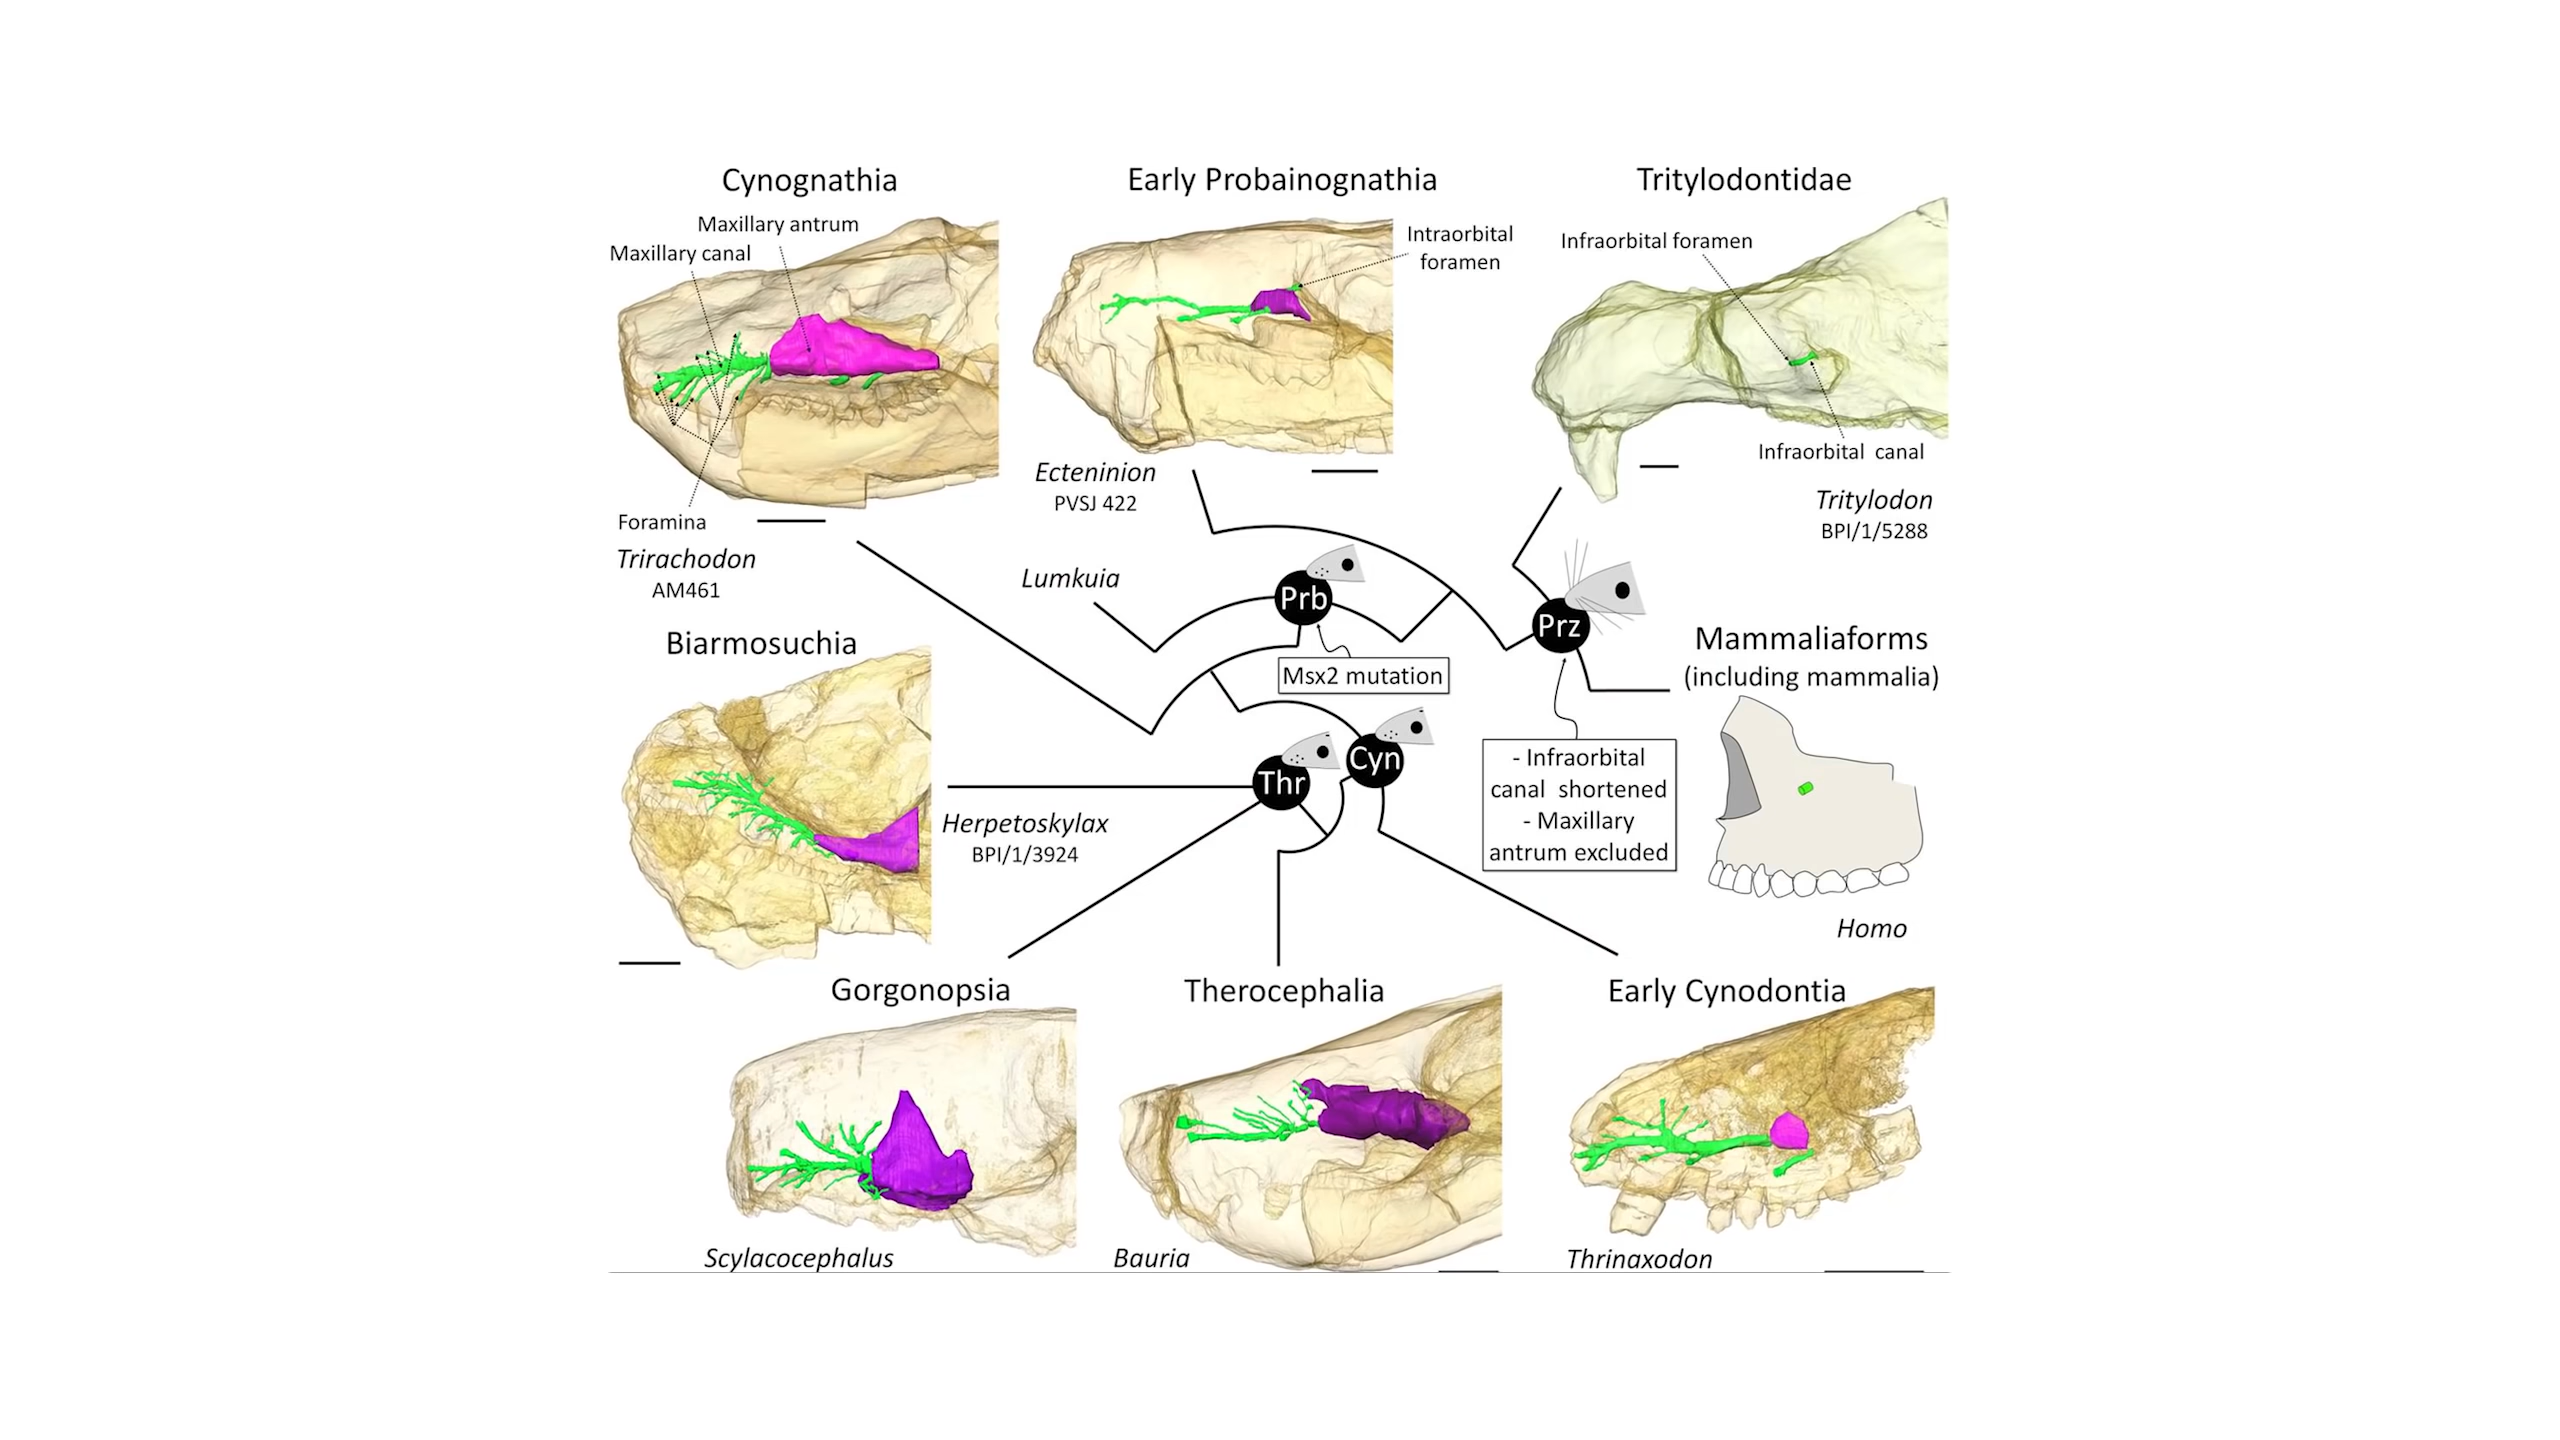 Cynognathia
Early Probainognathia
Tritylodontidae
Maxillary antrum
Maxillary canal
Intraorbital
foramen
Infraorbital foramen
Infraorbital canal
Ecteninion
PVSJ 422
Tritylodon
BPI/1/5288
Foramina
Trirachodon
AM461
Lumkuia
Prb
Prz
Msx2 mutation
Biarmosuchia
Mammaliaforms
(including mammalia)
Thr
Cyn
- Infraorbital
canal shortened
- Maxillary
antrum excluded
Herpetoskylax
BPI/1/3924
Homo
Gorgonopsia
Therocephalia
Early Cynodontia
Scylacocephalus
Bauria
Thrinaxodon